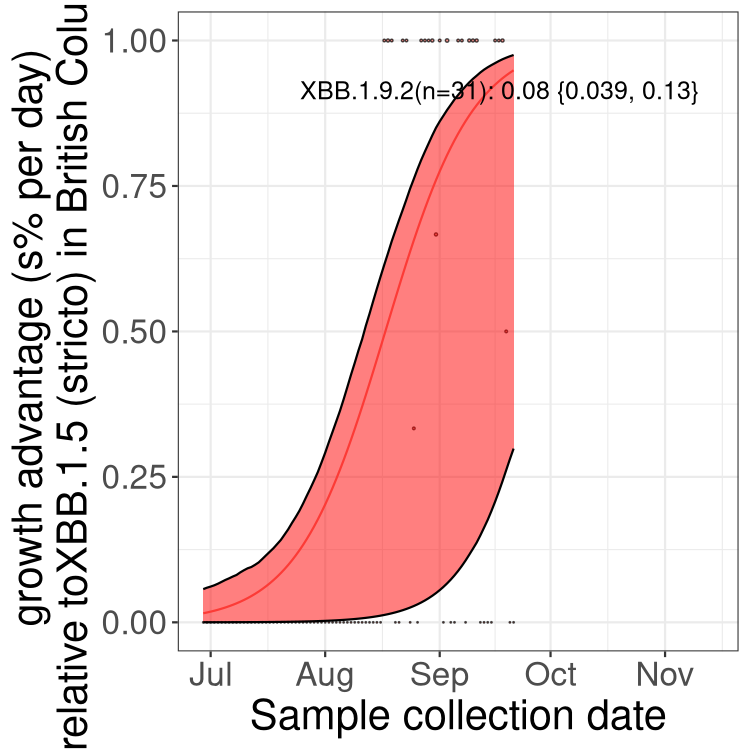 growth advantage (s% per day)
relative toXBB.1.5 (stricto) in British Colu
1.00
0.75
0.50
0.25
0.00
XBB.1.9.2(n=31): 0.08 {0.039, 0.13}
Jul Aug Sep Oct Nov
Sample collection date